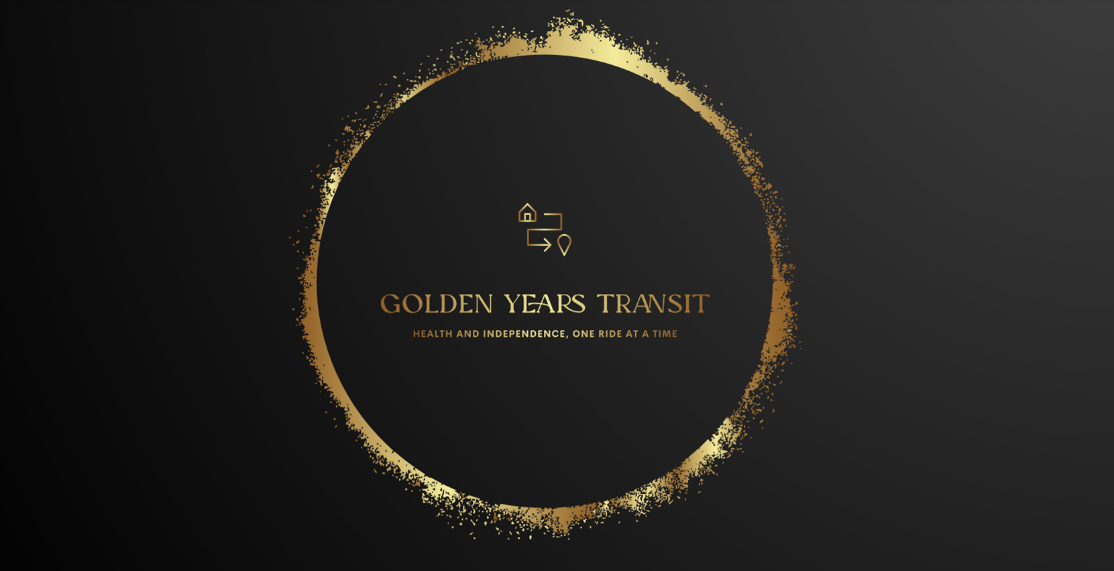 GOLDEN YEARS TRANSIT
HEALTH AND INDEPENDENCE, ONE RIDE AT A TIME